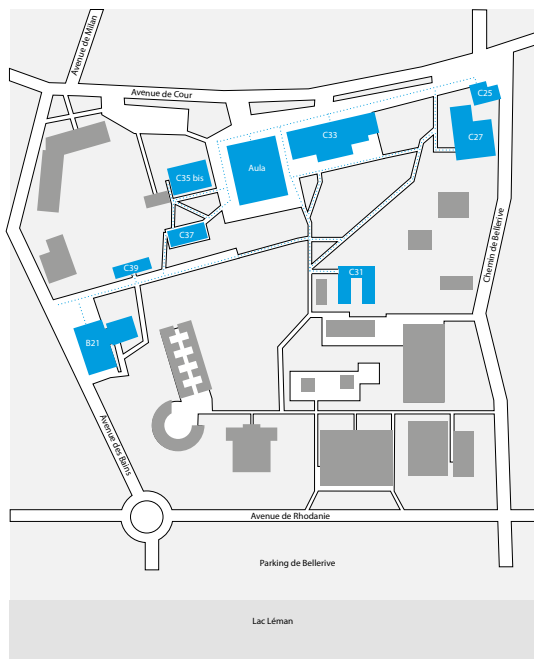 Avenue de Milan
Avenue de Cour
C25
C33
C27
C35 bis
Aula
C37
Chemin de Bellerive
C39
C31
B21
Avenue des Bains
Avenue de Rhodanie
Parking de Bellerive
Lac Léman